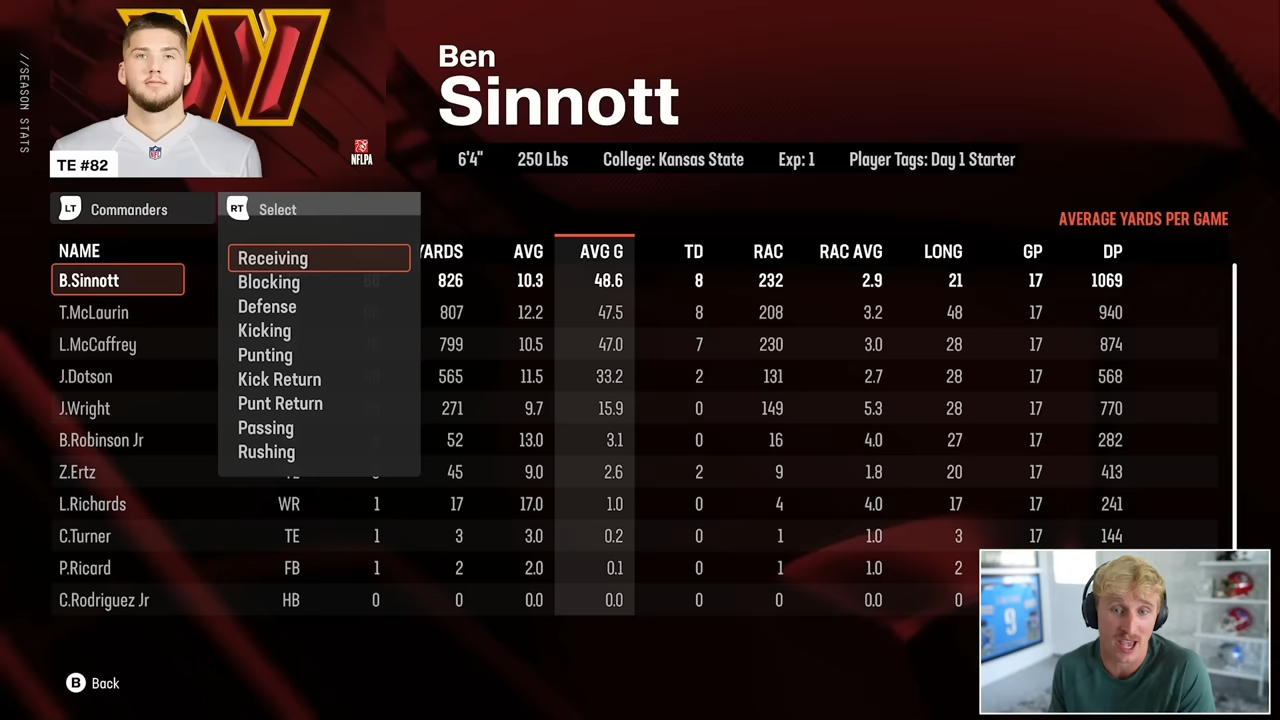 //SEASON STATS
Ben
Sinnott
NFLPA
TE #82
6'4" 250 Lbs College: Kansas State Exp: 1 Player Tags: Day 1 Starter
LT Commanders RT Select
AVERAGE YARDS PER GAME
NAME YARDS AVG AVG G TD RAC RAC AVG LONG GP DP
Receiving
Blocking
Defense
Kicking
Punting
Kick Return
Punt Return
Passing
Rushing
B.Sinnott 826 10.3 48.6 8 232 2.9 21 17 1069
T.McLaurin 807 12.2 47.5 8 208 3.2 48 17 940
L.McCaffrey 799 10.5 47.0 7 230 3.0 28 17 874
J.Dotson 565 11.5 33.2 2 131 2.7 28 17 568
J.Wright 271 9.7 15.9 0 149 5.3 28 17 770
B.Robinson Jr 52 13.0 3.1 0 16 4.0 27 17 282
Z.Ertz 45 9.0 2.6 2 9 1.8 20 17 413
L.Richards WR 1 17 17.0 1.0 0 4 4.0 17 17 241
C.Turner TE 1 3 3.0 0.2 0 1 1.0 3 17 144
P.Ricard FB 1 2 2.0 0.1 0 1 1.0 2
C.Rodriguez Jr HB 0 0 0.0 0.0 0 0 0.0 0
B Back
9